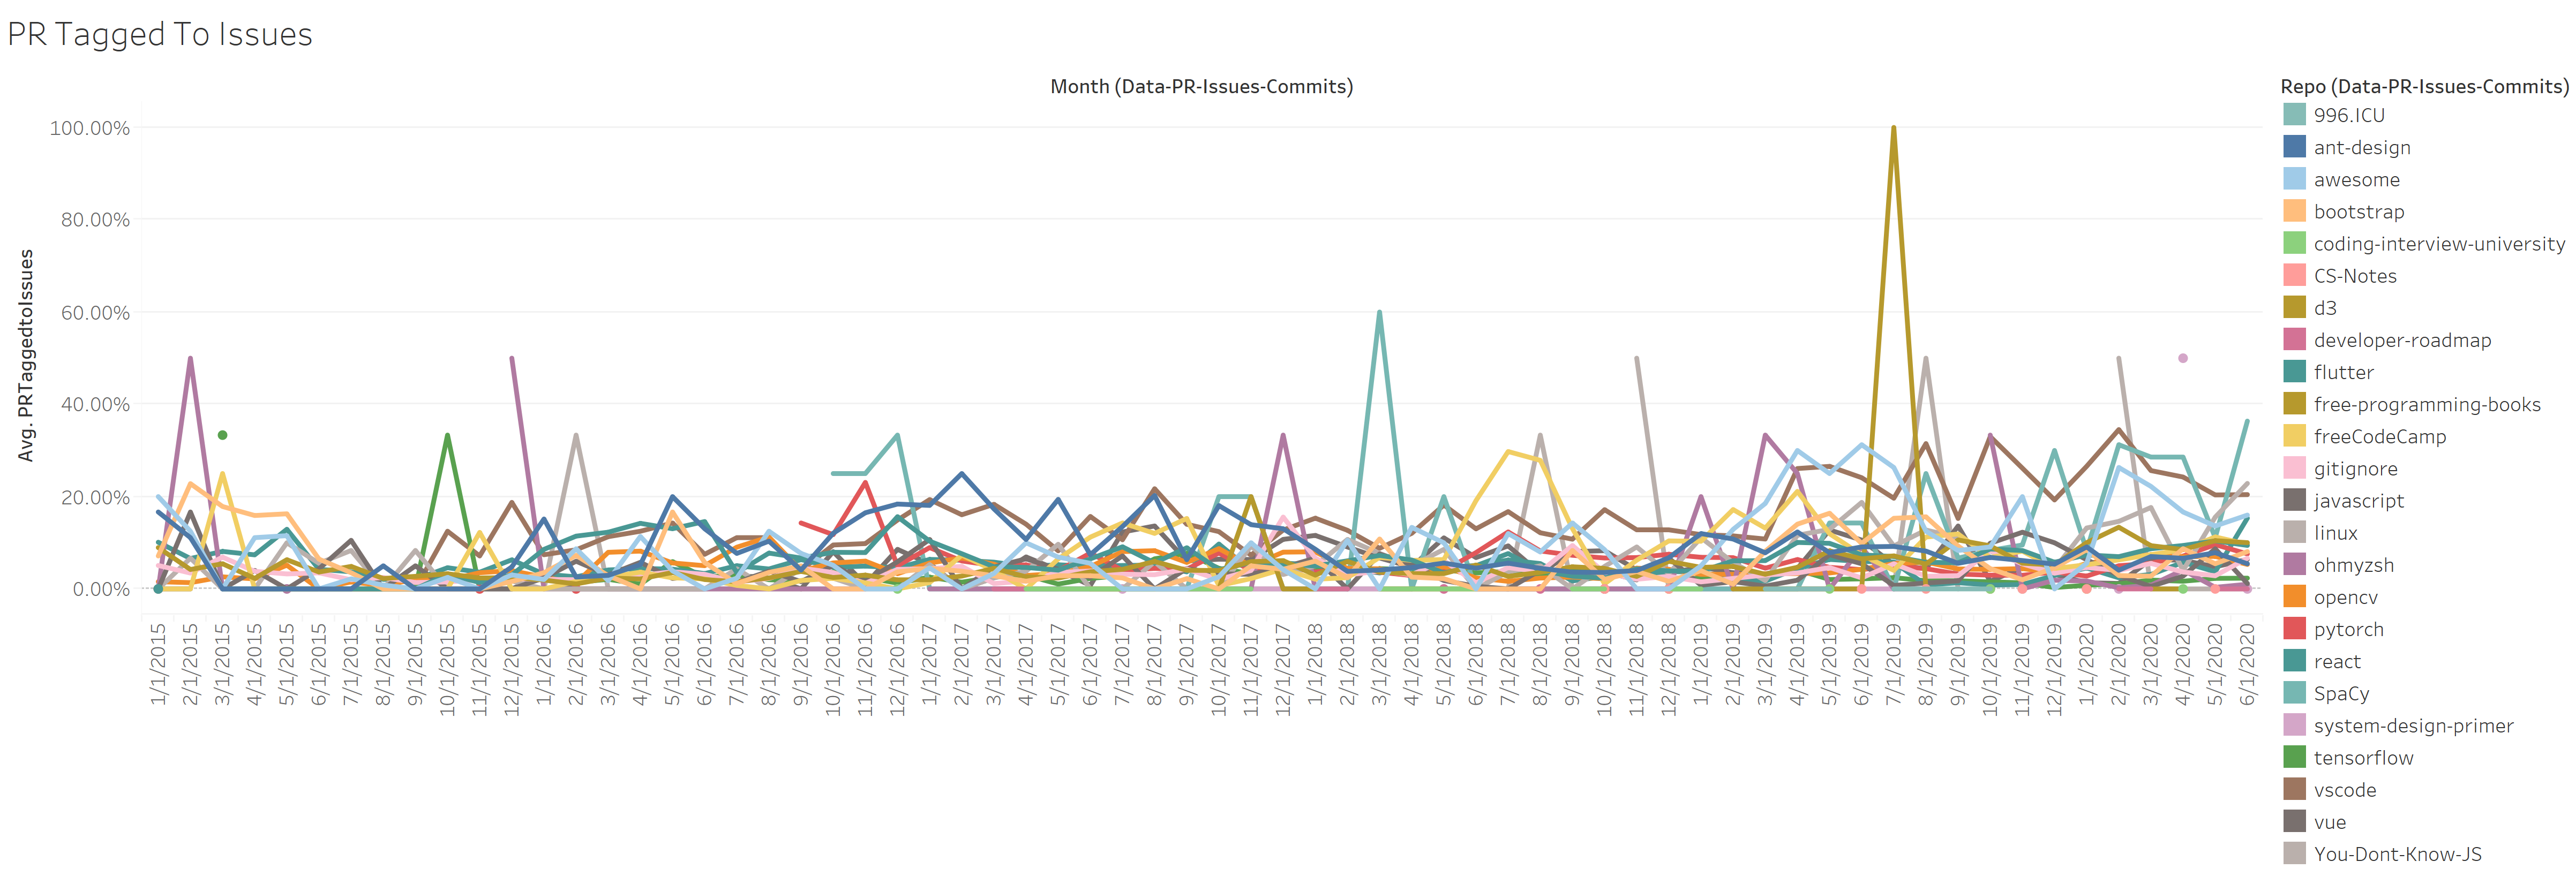 PR Tagged To Issues
Month (Data-PR-Issues-Commits)
Repo (Data-PR-Issues-Commits)
Avg. PRTaggedtoIssues
100.00%
80.00%
60.00%
40.00%
20.00%
0.00%
1/1/2015
2/1/2015
3/1/2015
4/1/2015
5/1/2015
6/1/2015
7/1/2015
8/1/2015
9/1/2015
10/1/2015
11/1/2015
12/1/2015
1/1/2016
2/1/2016
3/1/2016
4/1/2016
5/1/2016
6/1/2016
7/1/2016
8/1/2016
9/1/2016
10/1/2016
11/1/2016
12/1/2016
1/1/2017
2/1/2017
3/1/2017
4/1/2017
5/1/2017
6/1/2017
7/1/2017
8/1/2017
9/1/2017
10/1/2017
11/1/2017
12/1/2017
1/1/2018
2/1/2018
3/1/2018
4/1/2018
5/1/2018
6/1/2018
7/1/2018
8/1/2018
9/1/2018
10/1/2018
11/1/2018
12/1/2018
1/1/2019
2/1/2019
3/1/2019
4/1/2019
5/1/2019
6/1/2019
7/1/2019
8/1/2019
9/1/2019
10/1/2019
11/1/2019
12/1/2019
1/1/2020
2/1/2020
3/1/2020
4/1/2020
5/1/2020
6/1/2020
996.ICU
ant-design
awesome
bootstrap
coding-interview-university
CS-Notes
d3
developer-roadmap
flutter
free-programming-books
freeCodeCamp
gitignore
javascript
linux
ohmyzsh
opencv
pytorch
react
SpaCy
system-design-primer
tensorflow
vscode
vue
You-Dont-Know-JS